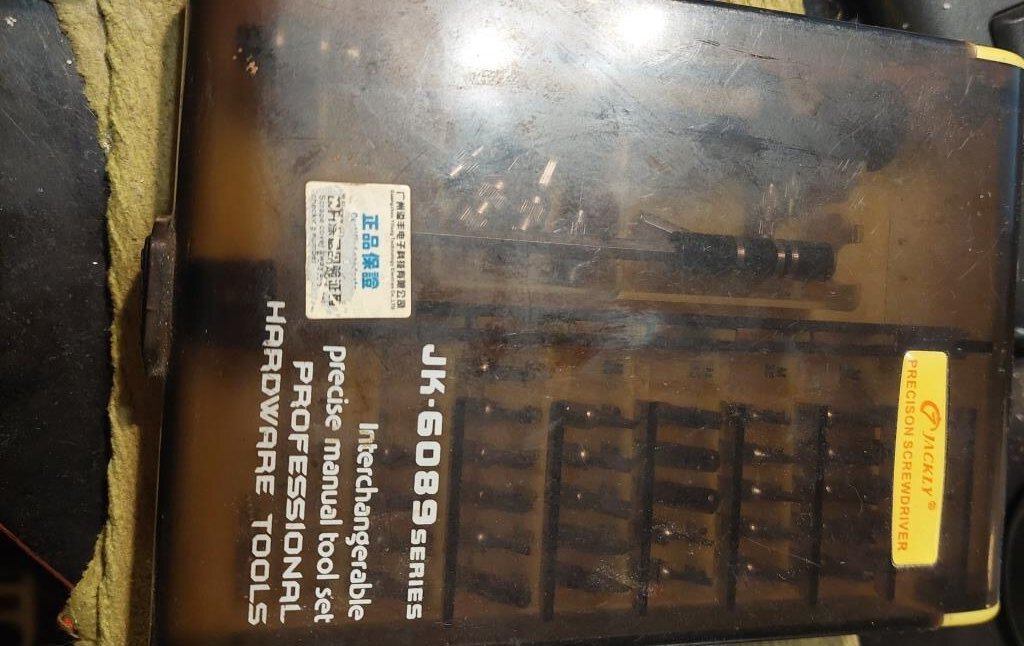 JACKLY®
PRECISON SCREWDRIVER
JK-6089 SERIES
Interchangerable
precise manual tool set
PROFESSIONAL
HARDWARE TOOLS
正品保證